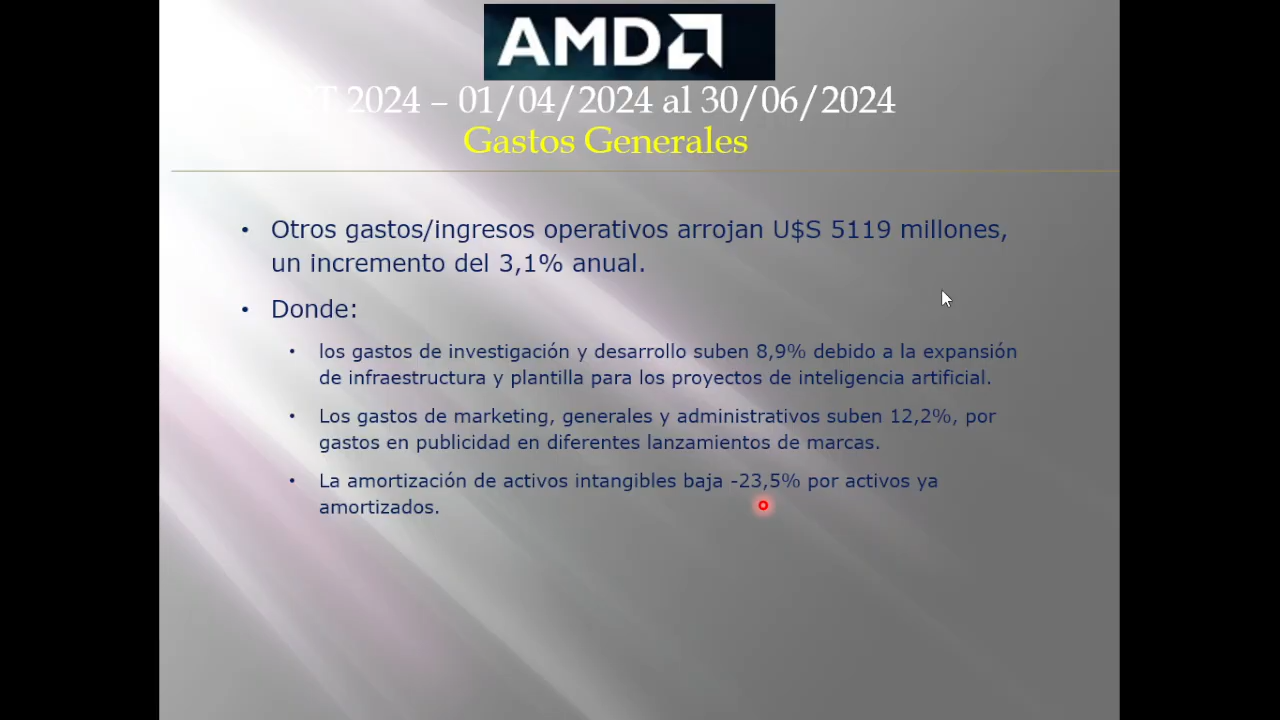 AMD
2024 – 01/04/2024 al 30/06/2024
Gastos Generales
• Otros gastos/ingresos operativos arrojan U$S 5119 millones,
un incremento del 3,1% anual.
• Donde:
• los gastos de investigación y desarrollo suben 8,9% debido a la expansión
de infraestructura y plantilla para los proyectos de inteligencia artificial.
• Los gastos de marketing, generales y administrativos suben 12,2%, por
gastos en publicidad en diferentes lanzamientos de marcas.
• La amortización de activos intangibles baja -23,5% por activos ya
amortizados.